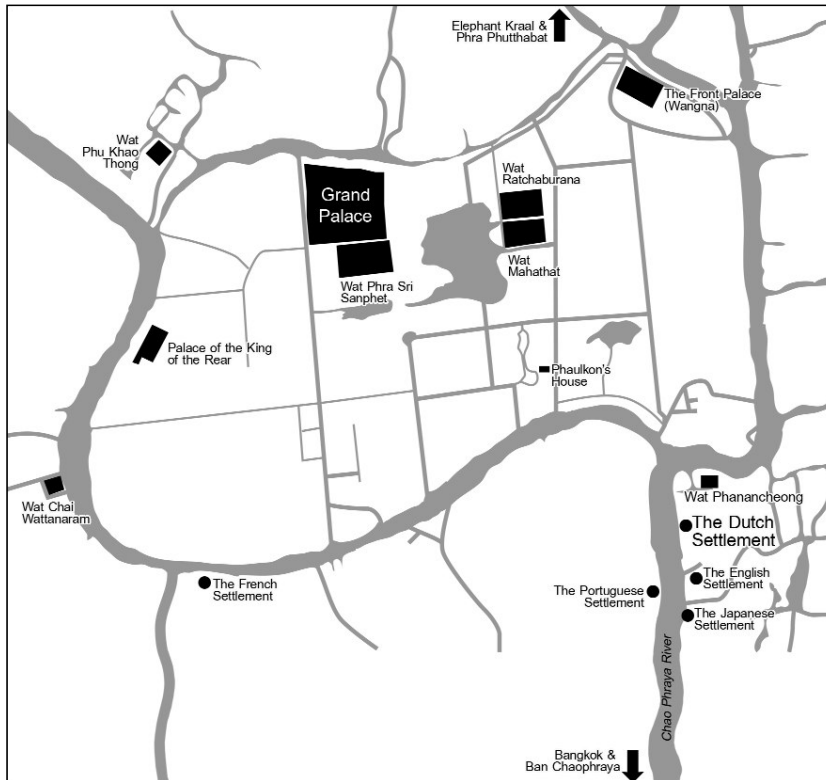 Elephant Kraal &
Phra Phutthabat
The Front Palace
(Wangna)
Wat
Phu Khao
Thong
Wat
Ratchaburana
Grand
Palace
Wat
Mahathat
Wat Phra Sri
Sanphet
Palace of the King
of the Rear
Phaulkon's
House
Wat Chai
Wattanaram
Wat Phanancheong
The Dutch
Settlement
The French
Settlement
The English
Settlement
The Portuguese
Settlement
The Japanese
Settlement
Chao Phraya River
Bangkok &
Ban Chaophraya